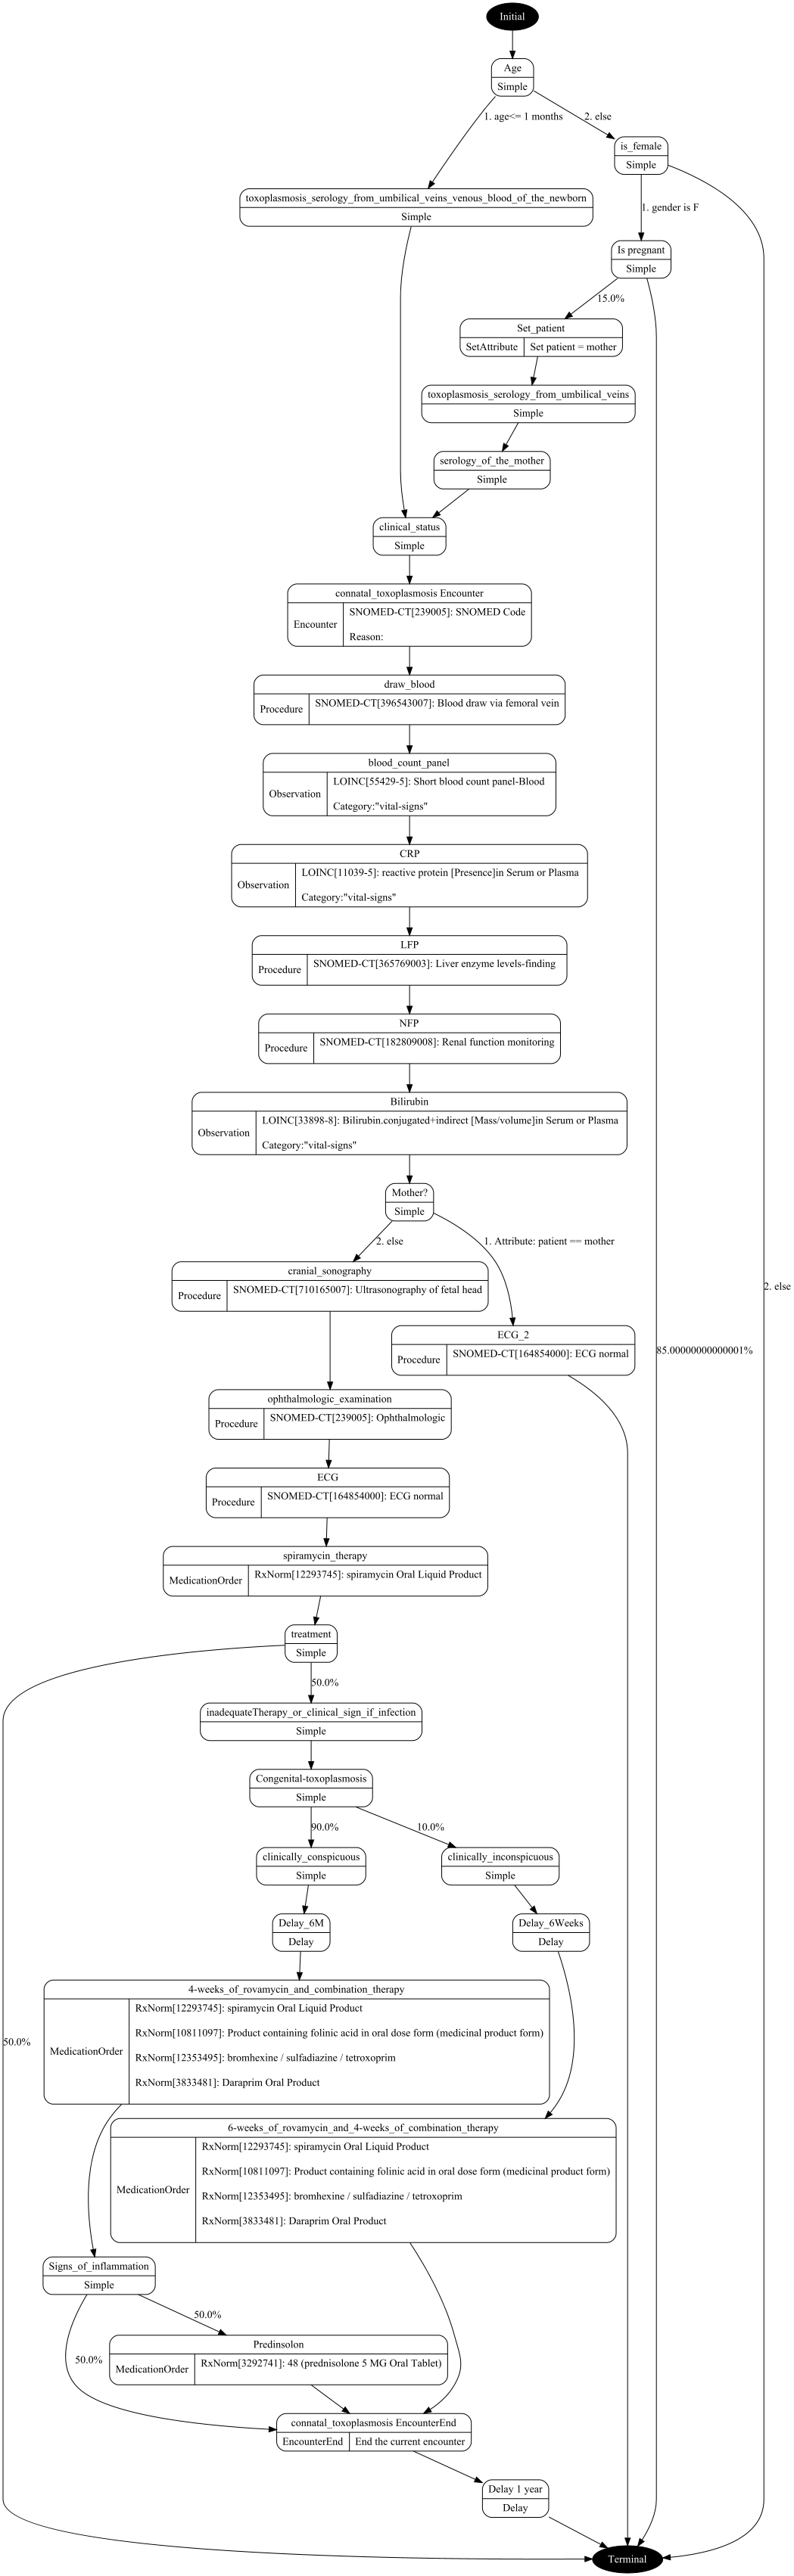 Initial
Age
Simple
1. age<= 1 months
2. else
is_female
Simple
toxoplasmosis_serology_from_umbilical_veins_venous_blood_of_the_newborn
Simple
1. gender is F
Is pregnant
Simple
15.0%
Set_patient
SetAttribute
Set patient = mother
toxoplasmosis_serology_from_umbilical_veins
Simple
serology_of_the_mother
Simple
clinical_status
Simple
connatal_toxoplasmosis Encounter
Encounter
SNOMED-CT[239005]: SNOMED Code
Reason:
draw_blood
Procedure
SNOMED-CT[396543007]: Blood draw via femoral vein
blood_count_panel
Observation
LOINC[55429-5]: Short blood count panel-Blood
Category:"vital-signs"
CRP
Observation
LOINC[11039-5]: reactive protein [Presence]in Serum or Plasma
Category:"vital-signs"
LFP
Procedure
SNOMED-CT[365769003]: Liver enzyme levels-finding
NFP
Procedure
SNOMED-CT[182809008]: Renal function monitoring
Bilirubin
Observation
LOINC[33898-8]: Bilirubin.conjugated+indirect [Mass/volume]in Serum or Plasma
Category:"vital-signs"
Mother?
Simple
2. else
1. Attribute: patient == mother
cranial_sonography
Procedure
SNOMED-CT[710165007]: Ultrasonography of fetal head
2. else
ECG_2
Procedure
SNOMED-CT[164854000]: ECG normal
85.00000000000001%
ophthalmologic_examination
Procedure
SNOMED-CT[239005]: Ophthalmologic
ECG
Procedure
SNOMED-CT[164854000]: ECG normal
spiramycin_therapy
MedicationOrder
RxNorm[12293745]: spiramycin Oral Liquid Product
treatment
Simple
50.0%
inadequateTherapy_or_clinical_sign_if_infection
Simple
Congenital-toxoplasmosis
Simple
90.0%
10.0%
clinically_conspicuous
Simple
clinically_inconspicuous
Simple
Delay_6M
Delay
Delay_6Weeks
Delay
50.0%
4-weeks_of_rovamycin_and_combination_therapy
MedicationOrder
RxNorm[12293745]: spiramycin Oral Liquid Product
RxNorm[10811097]: Product containing folinic acid in oral dose form (medicinal product form)
RxNorm[12353495]: bromhexine / sulfadiazine / tetroxoprim
RxNorm[3833481]: Daraprim Oral Product
6-weeks_of_rovamycin_and_4-weeks_of_combination_therapy
MedicationOrder
RxNorm[12293745]: spiramycin Oral Liquid Product
RxNorm[10811097]: Product containing folinic acid in oral dose form (medicinal product form)
RxNorm[12353495]: bromhexine / sulfadiazine / tetroxoprim
RxNorm[3833481]: Daraprim Oral Product
Signs_of_inflammation
Simple
50.0%
50.0%
Predinsolon
MedicationOrder
RxNorm[3292741]: 48 (prednisolone 5 MG Oral Tablet)
connatal_toxoplasmosis EncounterEnd
EncounterEnd
End the current encounter
Delay 1 year
Delay
Terminal